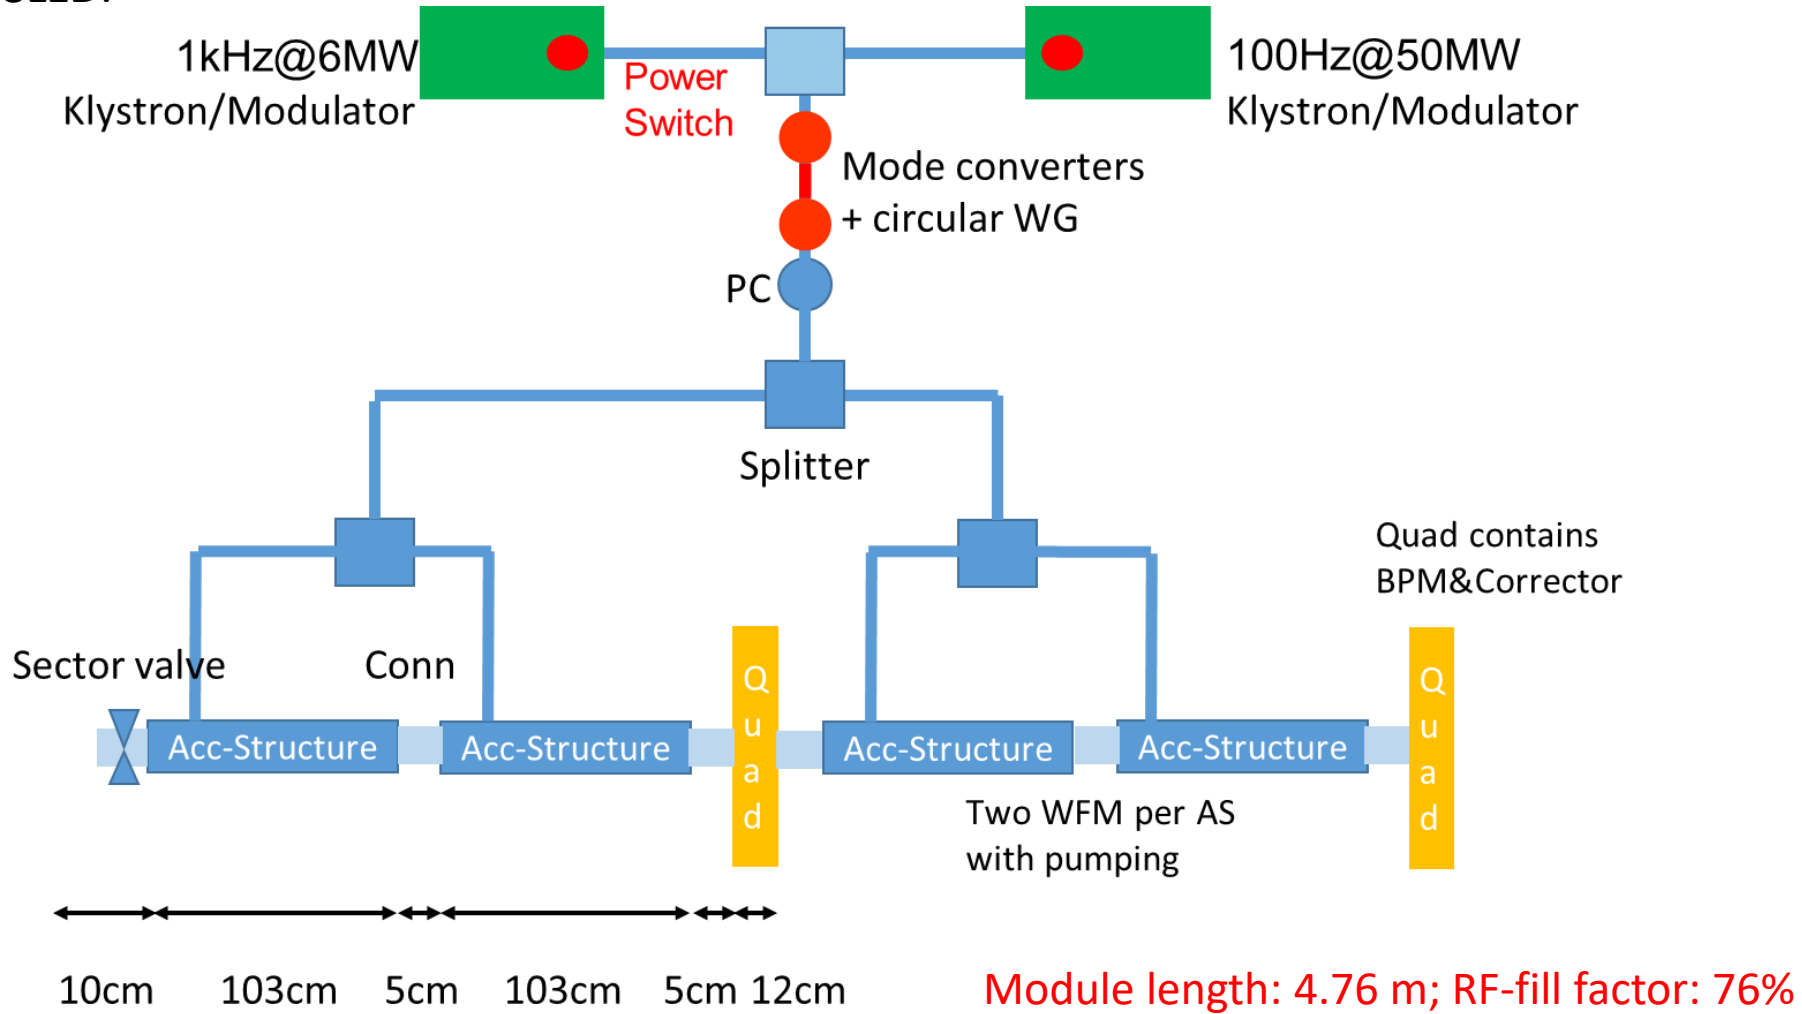 1kHz@6MW
Klystron/Modulator
Power
Switch
100Hz@50MW
Klystron/Modulator
Mode converters
+ circular WG
PC
Splitter
Quad contains
BPM&Corrector
Sector valve
Conn
Quad
Quad
Acc-Structure
Acc-Structure
Acc-Structure
Acc-Structure
Two WFM per AS
with pumping
10cm 103cm 5cm 103cm 5cm 12cm
Module length: 4.76 m; RF-fill factor: 76%